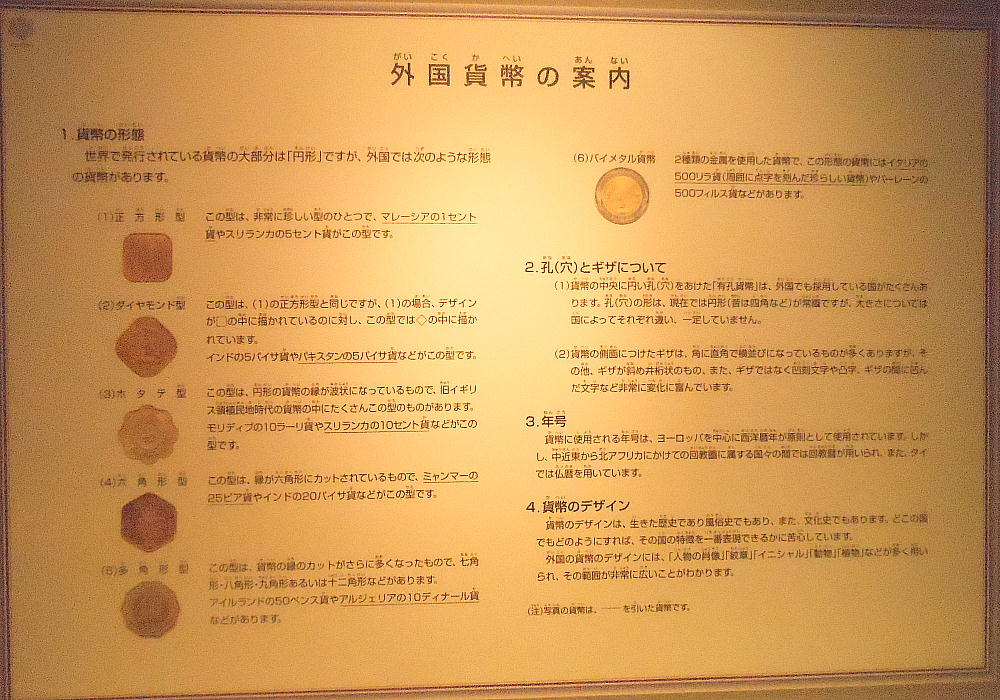 外国貨幣の案内
1.貨幣の形態
世界で発行されている貨幣の大部分は「円形」ですが、外国では次のような形態
の貨幣があります。
(1)正方形型
この型は、非常に珍しい型のひとつで、マレーシアの1セント
貨やスリランカの5セント貨がこの型です。
(2)ダイヤモンド型
この型は、(1)の正方形型と同じですが、(1)の場合、デザイン
が□の中に描かれているのに対し、この型では◇の中に描か
れています。
インドの5パイサ貨やパキスタンの5パイサ貨などがこの型です。
(3)ホタテ型
この型は、円形の貨幣の縁が波状になっているもので、旧イギリ
ス領植民地時代の貨幣の中にたくさんこの型のものがあります。
モリディブの10ラーリ貨やスリランカの10セント貨などがこの
型です。
(4)六角形型
この型は、縁が六角形にカットされているもので、ミャンマーの
25ピア貨やインドの20パイサ貨などがこの型です。
(5)多角形型
この型は、貨幣の縁のカットがさらに多くなったもので、七角
形・八角形・九角形あるいは十二角形などがあります。
アイルランドの50ペンス貨やアルジェリアの10ディナール貨
などがあります。
(6)バイメタル貨幣
2種類の金属を使用した貨幣で、この形態の貨幣にはイタリアの
500リラ貨(周囲に点字を刻んだ珍らしい貨幣)やバーレーンの
500フィルス貨などがあります。
2.孔(穴)とギザについて
(1)貨幣の中央に円い孔(穴)をあけた「有孔貨幣」は、外国でも採用している国がたくさんあ
ります。孔(穴)の形は、現在では円形(昔は四角など)が常識ですが、大きさについては
国によってそれぞれ違い、一定していません。
(2)貨幣の側面につけたギザは、角に直角で横並びになっているものが多くありますが、そ
の他、ギザが斜め井桁状のもの、また、ギザではなく凹刻文字や凸字、ギザの間に凹ん
だ文字など非常に変化に富んでいます。
3.年号
貨幣に使用される年号は、ヨーロッパを中心に西洋暦年が原則として使用されています。しか
し、中近東から北アフリカにかけての回教圏に属する国々の間では回教暦が用いられ、また、タイ
では仏暦を用いています。
4.貨幣のデザイン
貨幣のデザインは、生きた歴史であり風俗史でもあり、また、文化史でもあります。どこの国
でもどのようにすれば、その国の特徴を一番表現できるかに苦心しています。
外国の貨幣のデザインには、「人物の肖像」「紋章」「イニシャル」「動物」「植物」などが多く用い
られ、その範囲が非常に広いことがわかります。
(注)写真の貨幣は、――を引いた貨幣です。